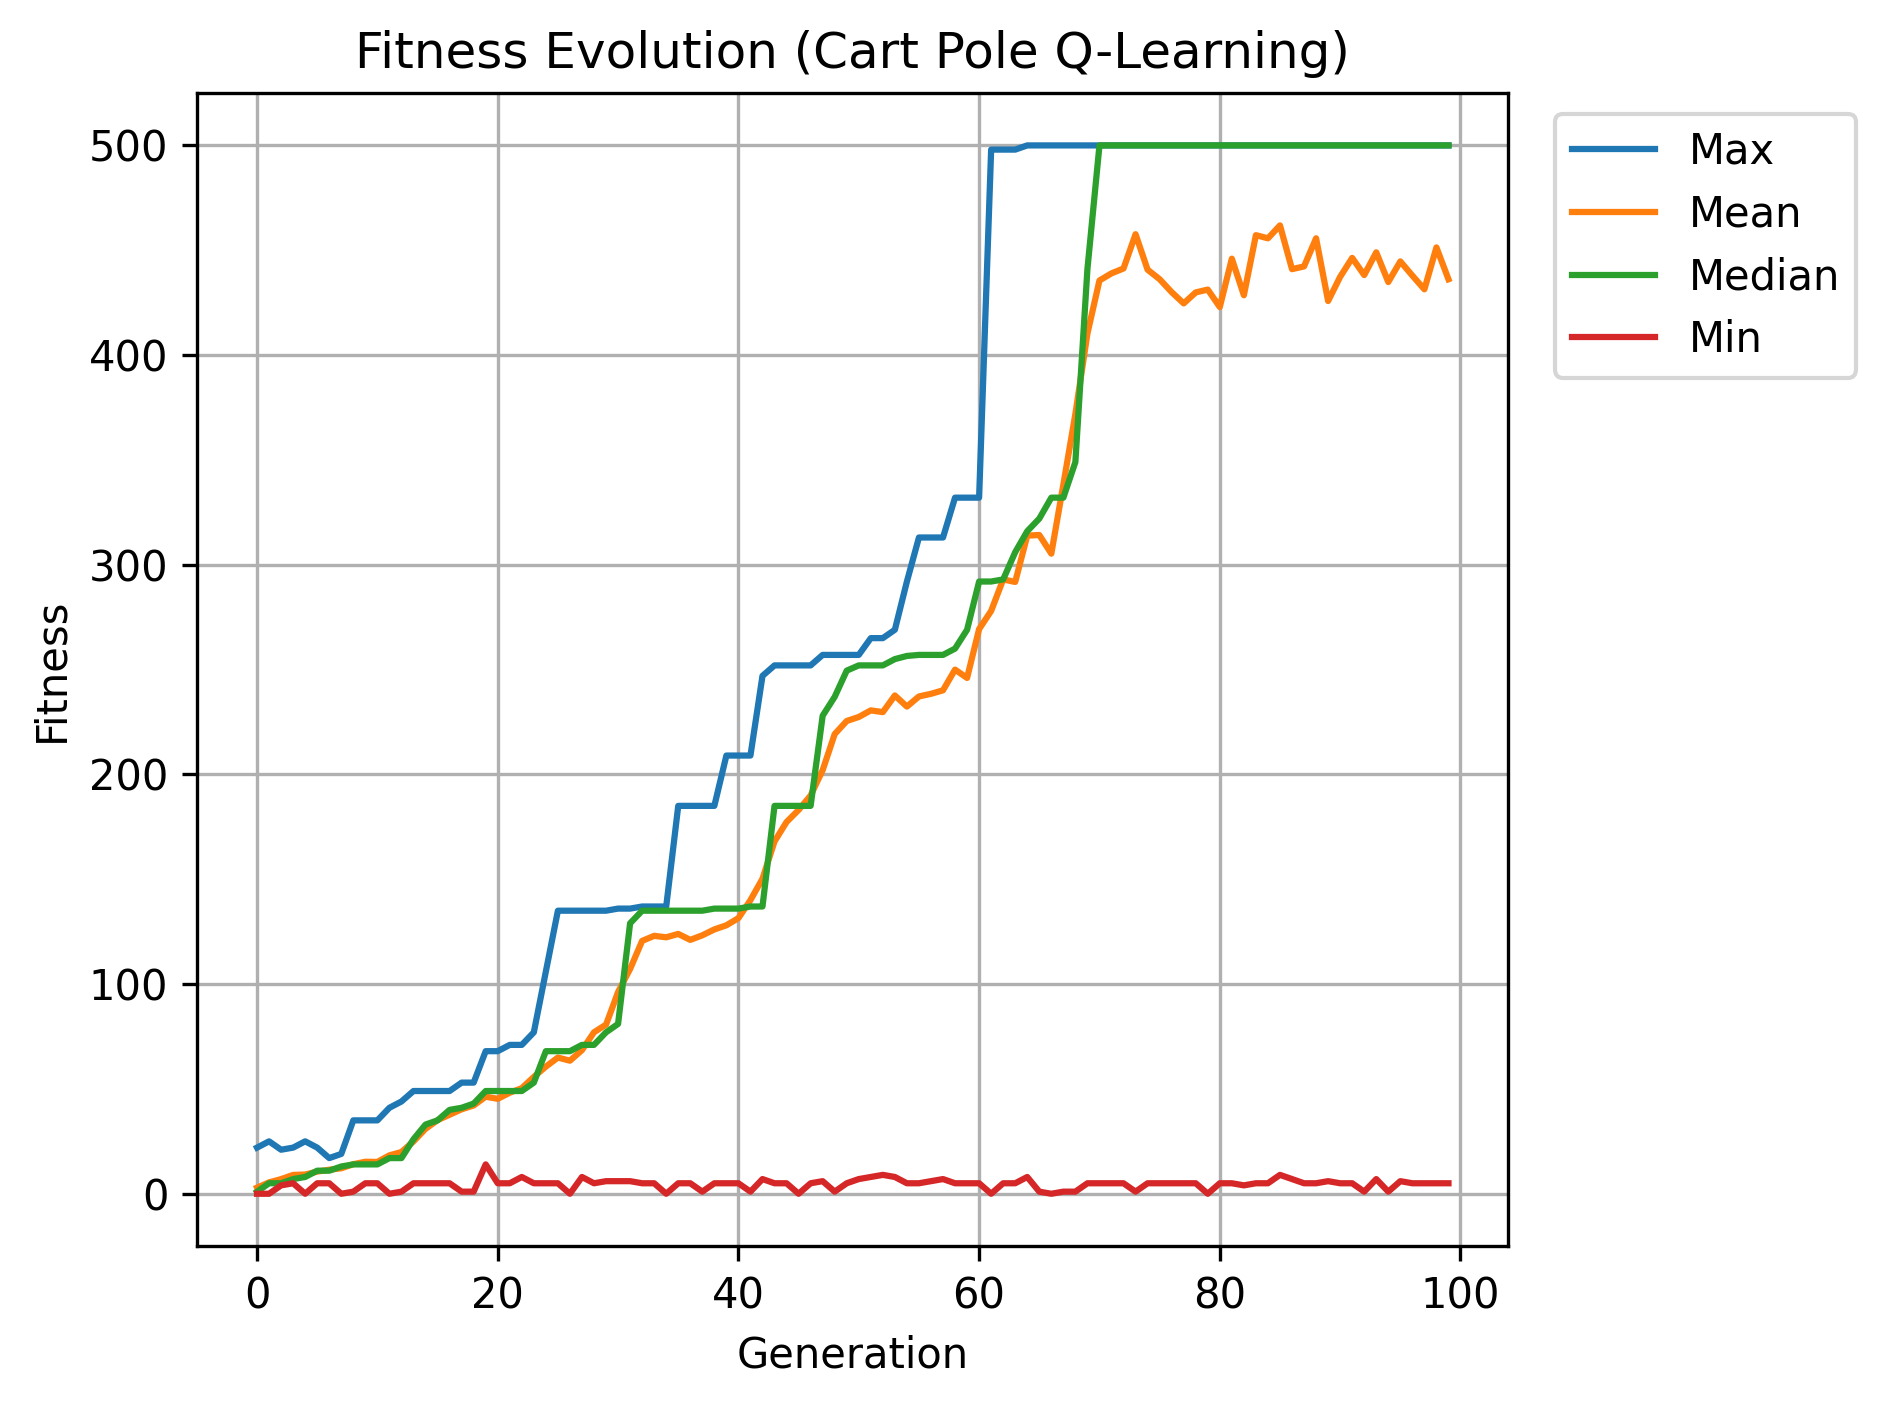 Fitness Evolution (Cart Pole Q-Learning)
500
400
300
200
100
0
Fitness
0 20 40 60 80 100
Generation
Max
Mean
Median
Min